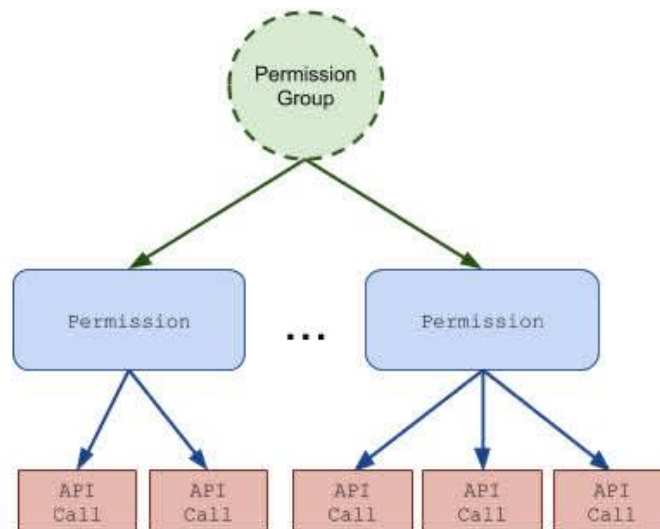 Permission
Group
Permission
...
Permission
API
Call
API
Call
API
Call
API
Call
API
Call